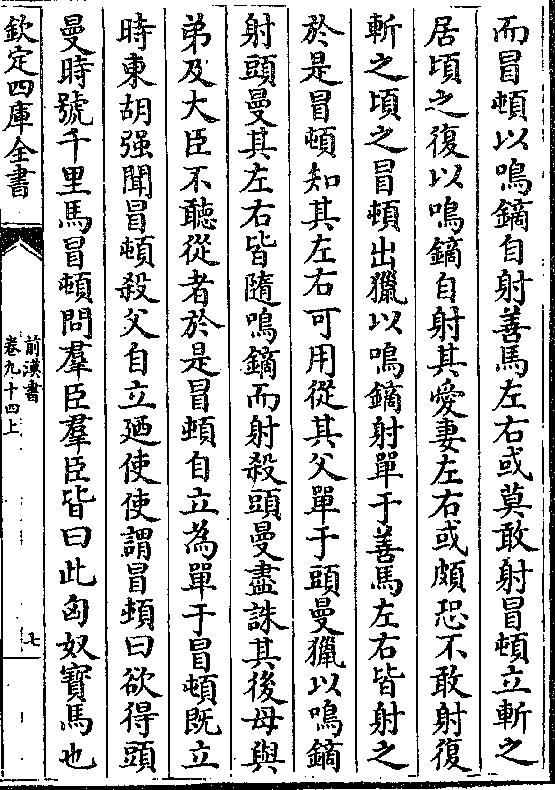 而冒頓以鳴鏑自射善馬左右或莫敢射冒頓立斬之
居頃之復以鳴鏑自射其愛妻左右或頗恐不敢射復
斬之頃之冒頓出獵以鳴鏑射單于善馬左右皆射之
於是冒頓知其左右可用從其父單于頭曼獵以鳴鏑
射頭曼其左右皆隨鳴鏑而射殺頭曼盡誅其後母與
弟及大臣不聽從者於是冒頓自立為單于冒頓既立
時東胡强聞冒頓殺父自立廼使使謂冒頓曰欲得頭
曼時號千里馬冒頓問羣臣羣臣皆曰此匈奴寳馬也
欽定四庫全書
前漢書
卷九十四上
七